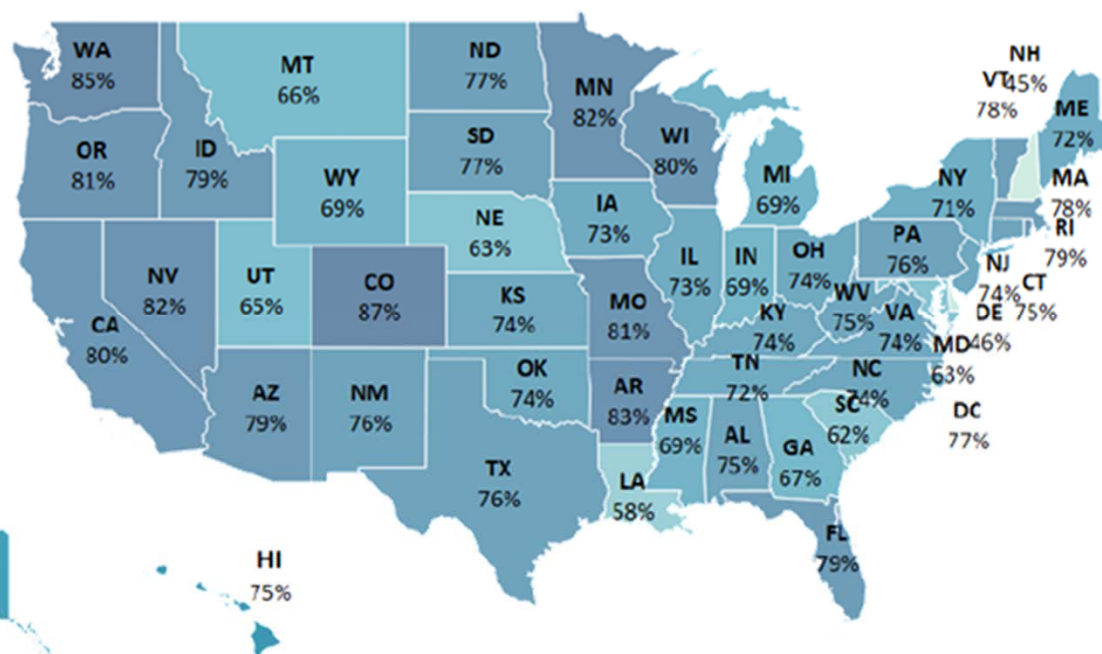 WA
85%
MT
66%
ND
77%
MN
82%
NH
45%
VT
78%
ME
72%
OR
81%
ID
79%
WY
69%
SD
77%
WI
80%
MI
69%
NY
71%
MA
78%
RI
79%
NE
63%
IA
73%
PA
76%
NJ
74%
CT
75%
NV
82%
UT
65%
CO
87%
KS
74%
MO
81%
IL
73%
IN
69%
OH
74%
WV
75%
VA
74%
DE
46%
MD
63%
CA
80%
KY
74%
AZ
79%
NM
76%
OK
74%
AR
83%
TN
72%
NC
74%
SC
62%
DC
77%
MS
69%
AL
75%
GA
67%
TX
76%
LA
58%
FL
79%
HI
75%